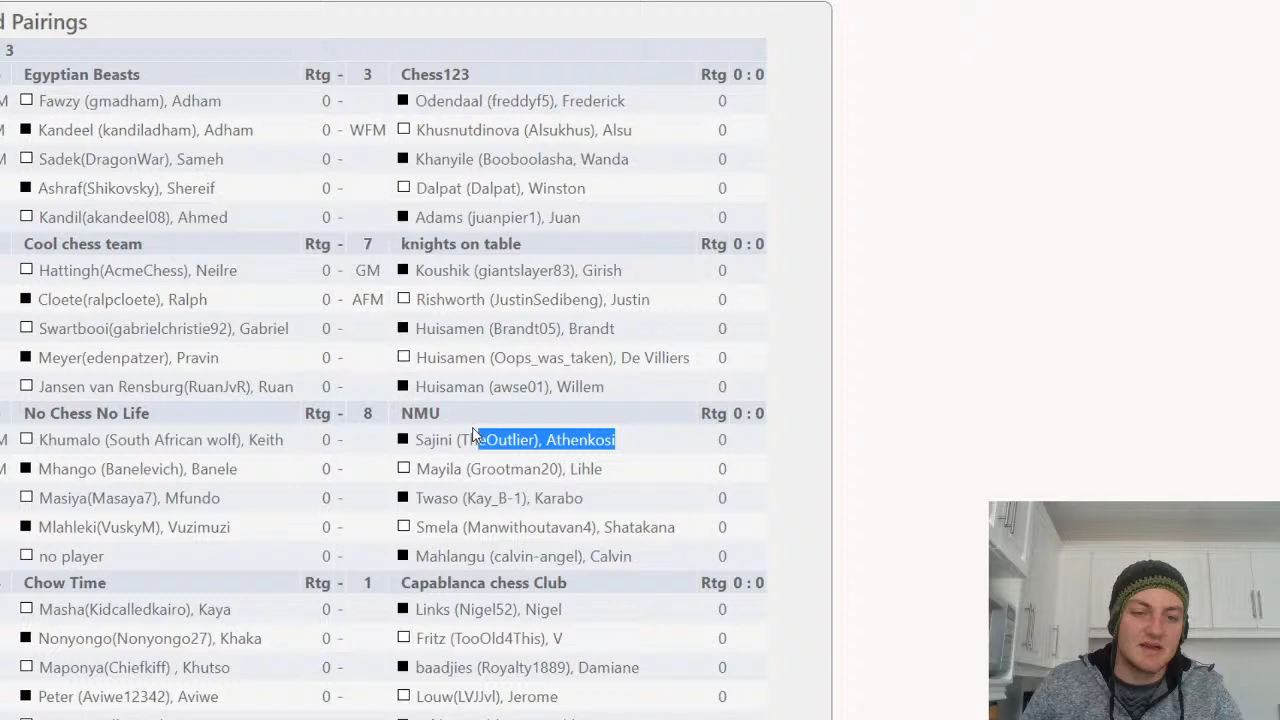 d Pairings
3
Egyptian Beasts Rtg - 3 Chess123 Rtg 0 : 0
M Fawzy (gmadham), Adham 0 - Odendaal (freddyf5), Frederick 0
M Kandeel (kandiladham), Adham 0 - WFM Khusnutdinova (Alsukhus), Alsu 0
M Sadek(DragonWar), Sameh 0 - Khanyile (Booboolasha, Wanda 0
M Ashraf(Shikovsky), Shereif 0 - Dalpat (Dalpat), Winston 0
Kandil(akandeel08), Ahmed 0 - Adams (juanpier1), Juan 0
Cool chess team Rtg - 7 knights on table Rtg 0 : 0
Hattingh(AcmeChess), Neilre 0 - GM Koushik (giantslayer83), Girish 0
Cloete(ralpcloete), Ralph 0 - AFM Rishworth (JustinSedibeng), Justin 0
Swartbooi(gabrielchristie92), Gabriel 0 - Huisamen (Brandt05), Brandt 0
Meyer(edenpatzer), Pravin 0 - Huisamen (Oops_was_taken), De Villiers 0
Jansen van Rensburg(RuanJvR), Ruan 0 - Huisaman (awse01), Willem 0
No Chess No Life Rtg - 8 NMU Rtg 0 : 0
M Khumalo (South African wolf), Keith 0 - Sajini (TheOutlier), Athenkosi 0
M Mhango (Banelevich), Banele 0 - Mayila (Grootman20), Lihle 0
Masiya(Masaya7), Mfundo 0 - Twaso (Kay_B-1), Karabo 0
Mlahleki(VuskyM), Vuzimuzi 0 - Smela (Manwithoutavan4), Shatakana 0
no player 0 - Mahlangu (calvin-angel), Calvin 0
Chow Time Rtg - 1 Capablanca chess Club Rtg 0 : 0
Masha(Kidcalledkairo), Kaya 0 - Links (Nigel52), Nigel 0
Nonyongo(Nonyongo27), Khaka 0 - Fritz (TooOld4This), V 0
Maponya(Chiefkiff) , Khutso 0 - baadjies (Royalty1889), Damiane 0
Peter (Aviwe12342), Aviwe 0 - Louw(LVJJvl), Jerome 0